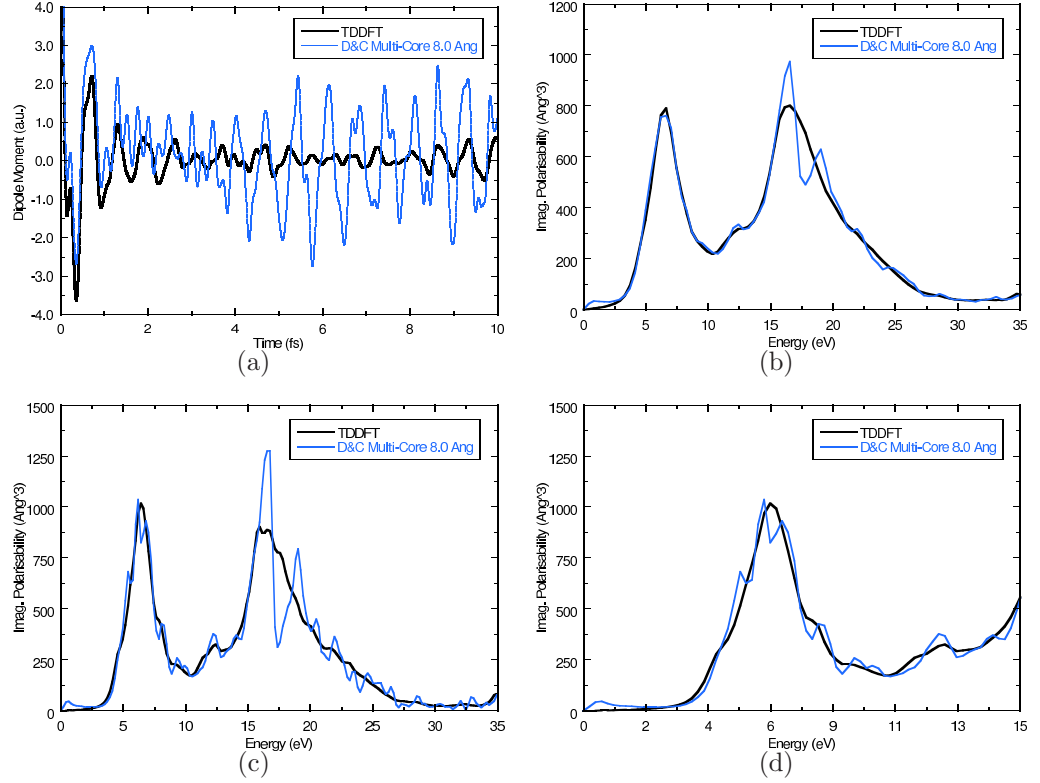 4.0
3.0
2.0
1.0
0.0
-1.0
-2.0
-3.0
-4.0
Dipole Moment (a.u.)
TDDFT
D&C Multi-Core 8.0 Ang
0 2 4 6 8 10
Time (fs)
(a)
1200
1000
800
600
400
200
0
Imag. Polarisability (Ang^3)
TDDFT
D&C Multi-Core 8.0 Ang
0 5 10 15 20 25 30 35
Energy (eV)
(b)
1500
1250
1000
750
500
250
0
Imag. Polarisability (Ang^3)
TDDFT
D&C Multi-Core 8.0 Ang
0 5 10 15 20 25 30 35
Energy (eV)
(c)
1500
1250
1000
750
500
250
0
Imag. Polarisability (Ang^3)
TDDFT
D&C Multi-Core 8.0 Ang
0 2 4 6 8 9 11 13 15
Energy (eV)
(d)